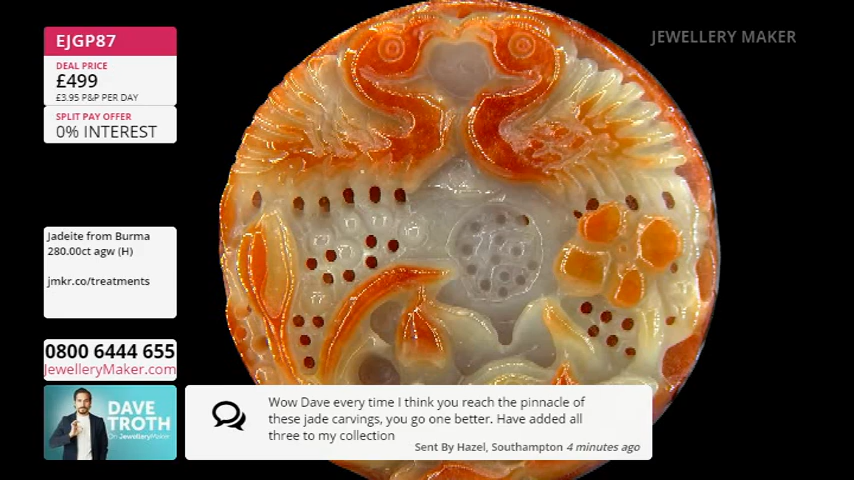 EJGP87
DEAL PRICE
£499
£3.95 P&P PER DAY
SPLIT PAY OFFER
0% INTEREST
JEWELLERY MAKER
Jadeite from Burma
280.00ct agw (H)
jmkr.co/treatments
0800 6444 655
JewelleryMaker.com
DAVE
TROTH
On JewelleryMaker
Wow Dave every time I think you reach the pinnacle of
these jade carvings, you go one better. Have added all
three to my collection
Sent By Hazel, Southampton 4 minutes ago